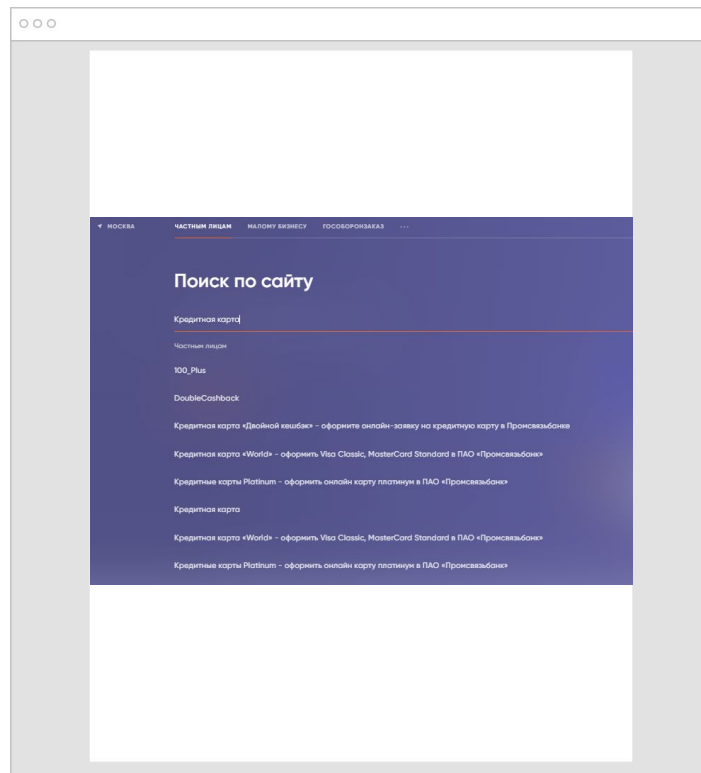 МОСКВА ЧАСТНЫМ ЛИЦАМ МАЛОМУ БИЗНЕСУ ГОСОБОРОНЗАКАЗ ...
Поиск по сайту
Кредитная карта
Частным лицам
100_Plus
DoubleCashback
Кредитная карта «Двойной кешбэк» - оформите онлайн-заявку на кредитную карту в Промсвязьбанке
Кредитная карта «World» - оформить Visa Classic, MasterCard Standard в ПАО «Промсвязьбанк»
Кредитные карты Platinum - оформить онлайн карту платинум в ПАО «Промсвязьбанк»
Кредитная карта
Кредитная карта «World» - оформить Visa Classic, MasterCard Standard в ПАО «Промсвязьбанк»
Кредитные карты Platinum - оформить онлайн карту платинум в ПАО «Промсвязьбанк»